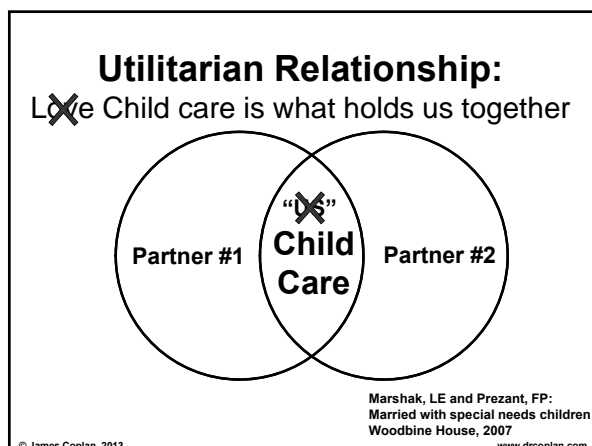 Utilitarian Relationship:
Love Child care is what holds us together
“US”
Partner #1
Child
Care
Partner #2
Marshak, LE and Prezant, FP:
Married with special needs children
Woodbine House, 2007
© James Coplan, 2013
www.drcoplan.com